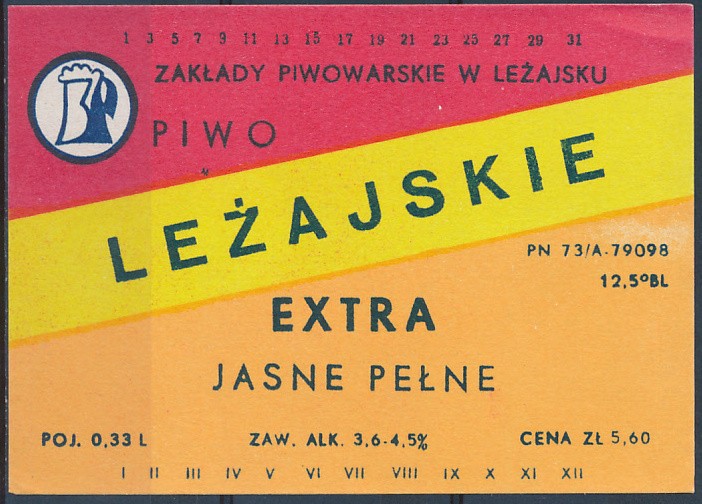 1 3 5 7 9 11 13 15 17 19 21 23 25 27 29 31
ZAKŁADY PIWOWARSKIE W LEŻAJSKU
PIWO
LEŻAJSKIE
PN 73/A-79098
12,5°BL
EXTRA
JASNE PEŁNE
POJ. 0,33 L ZAW. ALK. 3,6-4,5% CENA ZŁ 5,60
I II III IV V VI VII VIII IX X XI XII